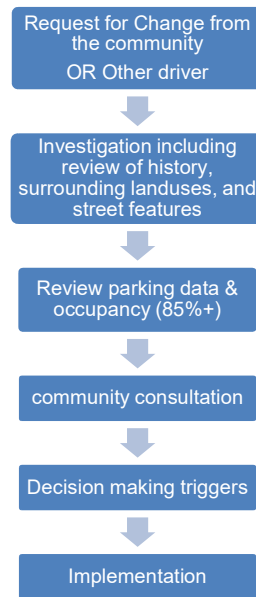 Request for Change from
the community
OR Other driver
Investigation including
review of history,
surrounding landuses, and
street features
Review parking data &
occupancy (85%+)
community consultation
Decision making triggers
Implementation